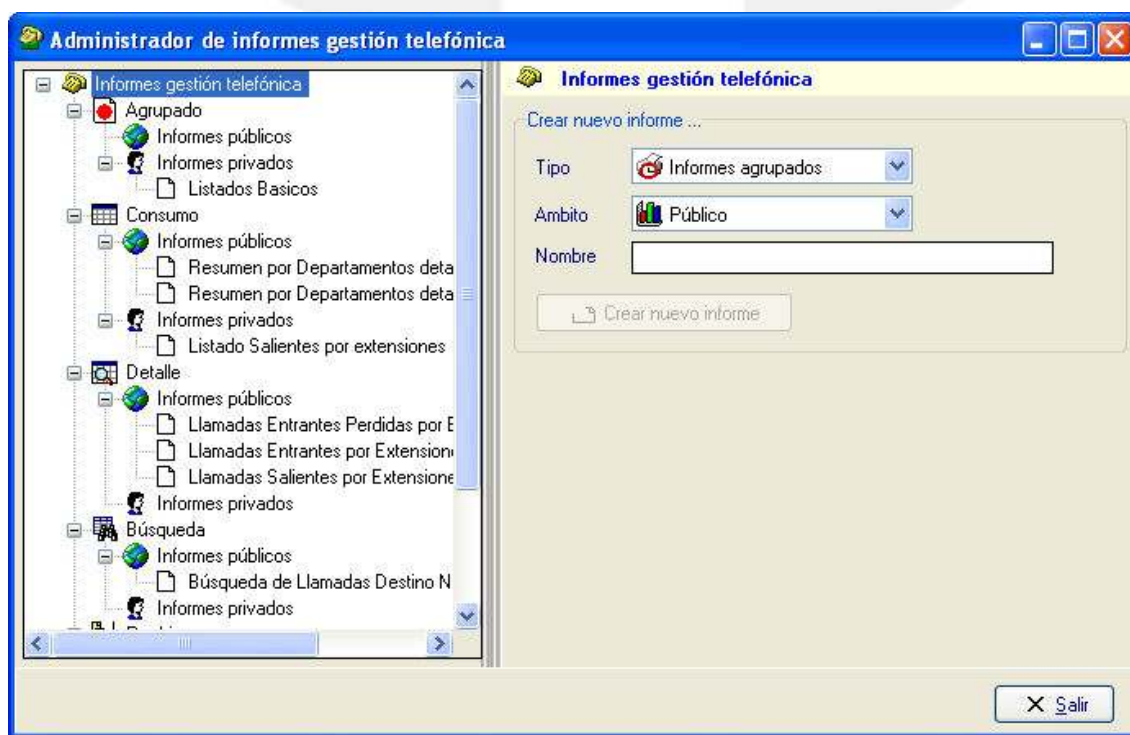 Administrador de informes gestión telefónica
Informes gestión telefónica
Agrupado
Informes públicos
Informes privados
Listados Basicos
Consumo
Informes públicos
Resumen por Departamentos deta
Resumen por Departamentos deta
Informes privados
Listado Salientes por extensiones
Detalle
Informes públicos
Llamadas Entrantes Perdidas por E
Llamadas Entrantes por Extension
Llamadas Salientes por Extensione
Informes privados
Búsqueda
Informes públicos
Búsqueda de Llamadas Destino N
Informes privados
Informes gestión telefónica
Crear nuevo informe ...
Tipo
Informes agrupados
Ambito
Público
Nombre
Crear nuevo informe
Salir